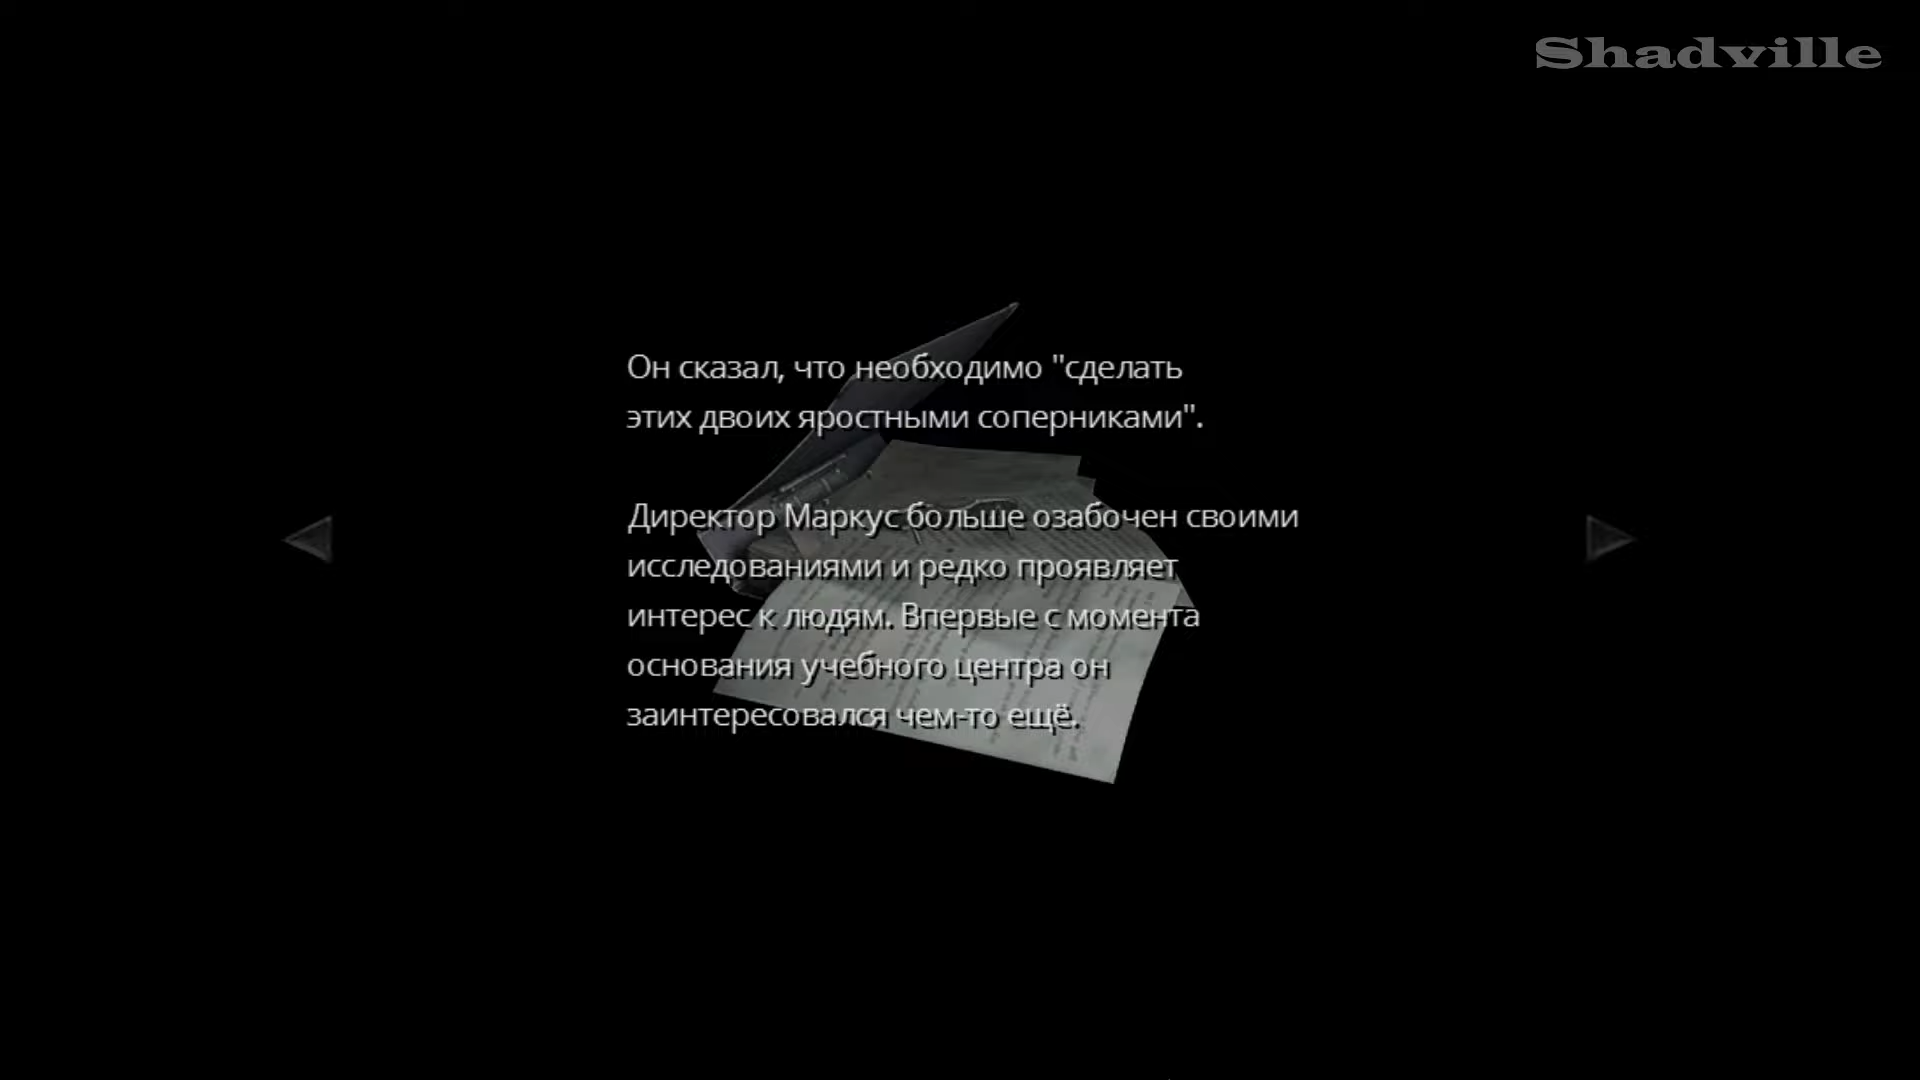 Shadville
Он сказал, что необходимо "сделать
этих двоих яростными соперниками".
Директор Маркус больше озабочен своими
исследованиями и редко проявляет
интерес к людям. Впервые с момента
основания учебного центра он
заинтересовался чем-то ещё.